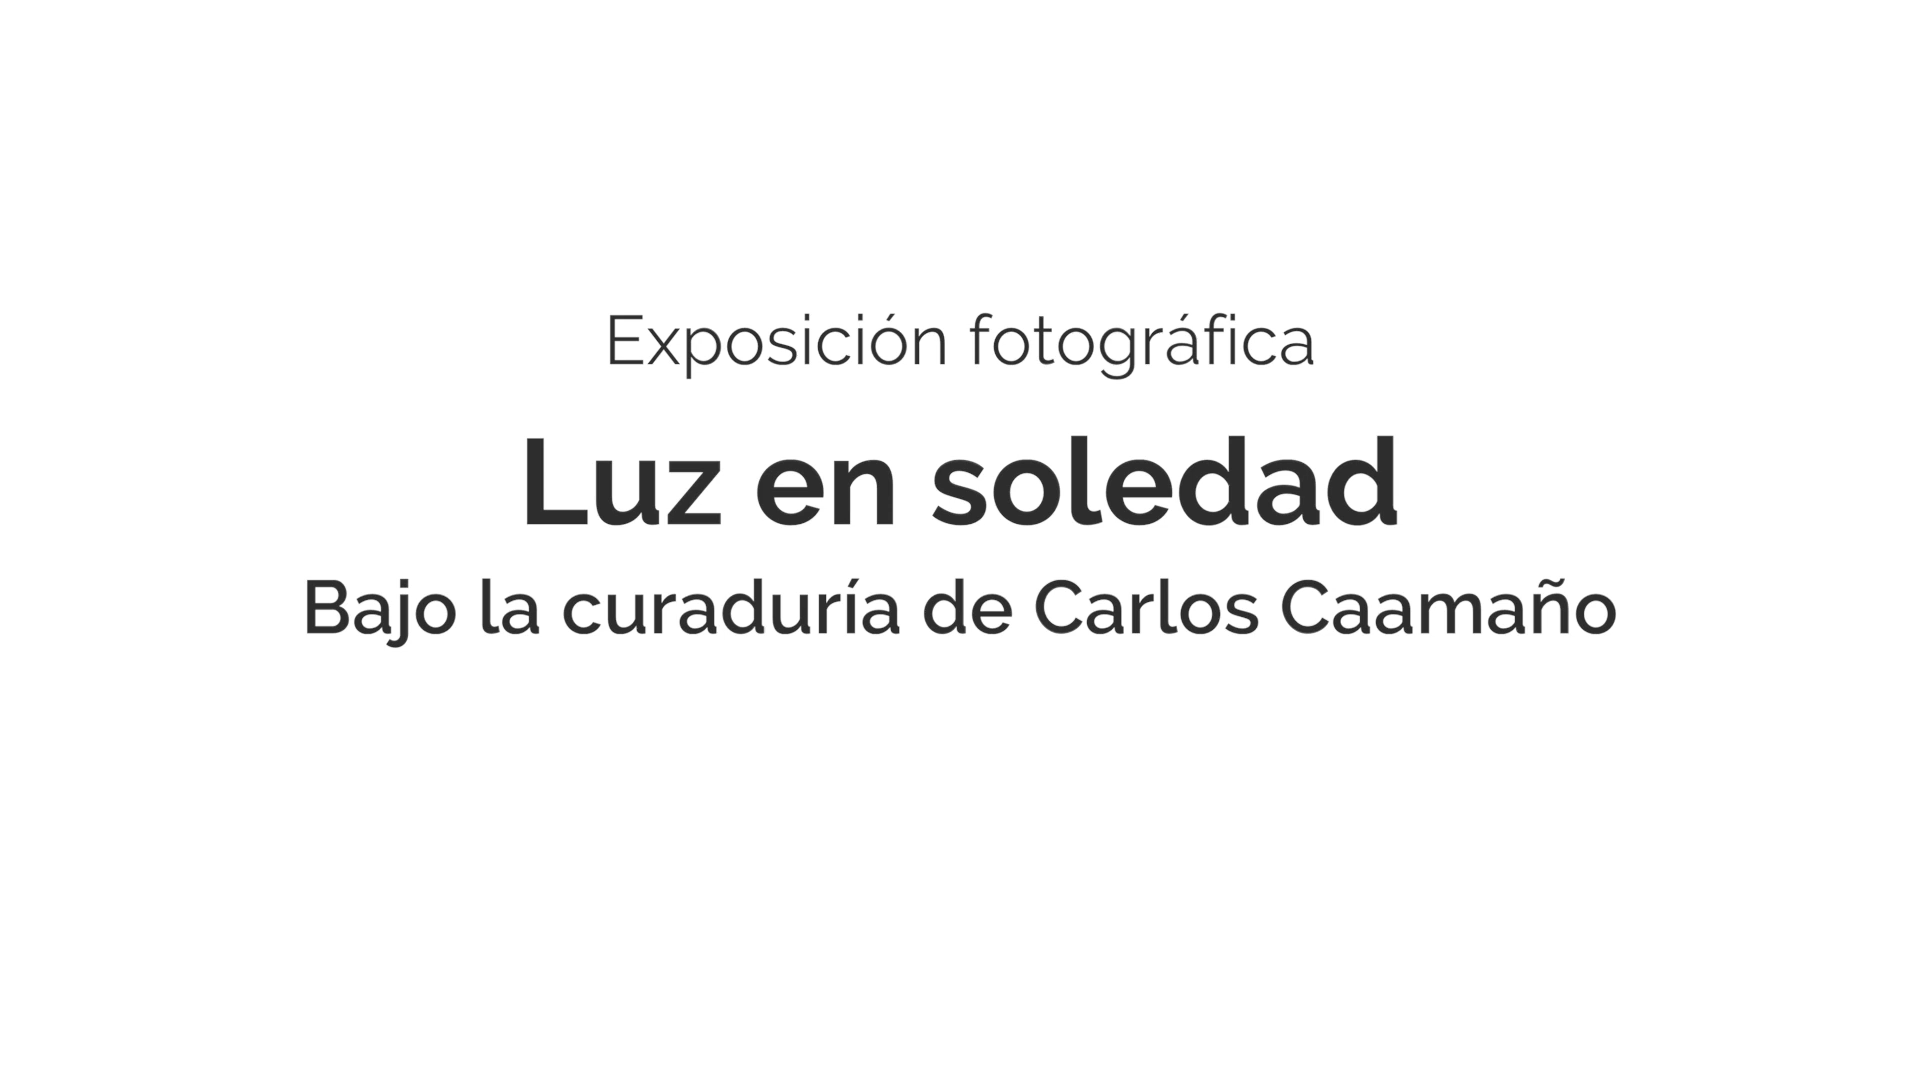 Exposición fotográfica
Luz en soledad
Bajo la curaduría de Carlos Caamaño